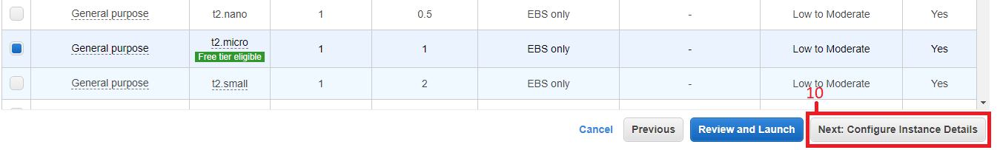 General purpose t2.nano 1 0.5 EBS only - Low to Moderate Yes
General purpose t2.micro 1 1 EBS only - Low to Moderate Yes
Free tier eligible
General purpose t2.small 1 2 EBS only - Low to Moderate Yes
10
Cancel Previous Review and Launch Next: Configure Instance Details